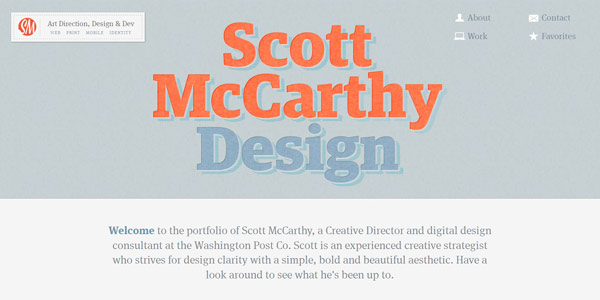 SM
Art Direction, Design & Dev
WEB PRINT MOBILE IDENTITY
About
Contact
Work
Favorites
Scott
McCarthy
Design
Welcome to the portfolio of Scott McCarthy, a Creative Director and digital design
consultant at the Washington Post Co. Scott is an experienced creative strategist
who strives for design clarity with a simple, bold and beautiful aesthetic. Have a
look around to see what he's been up to.